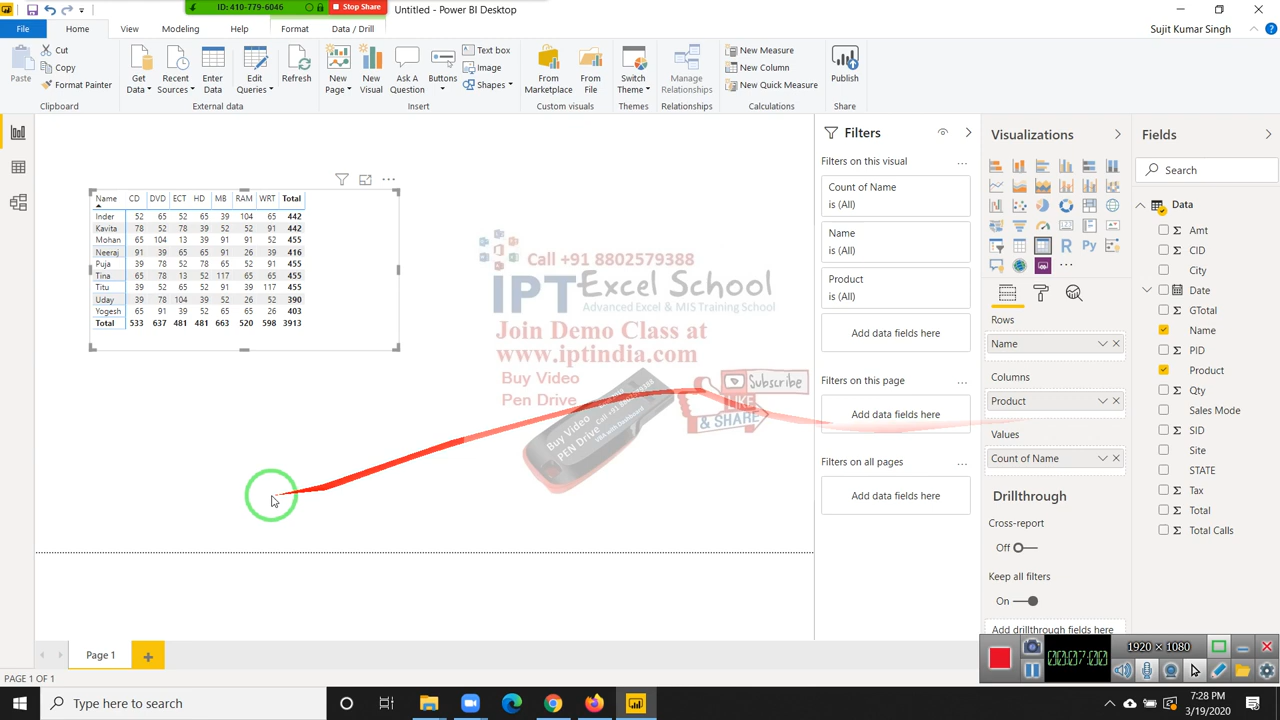 ID: 410-779-6046
Stop Share
Untitled - Power BI Desktop
File
Home
View
Modeling
Help
Format
Data / Drill
Sujit Kumar Singh
Paste
Cut
Copy
Format Painter
Clipboard
Get Data
Recent Sources
Enter Data
Edit Queries
Refresh
External data
New Page
New Visual
Ask A Question
Buttons
Text box
Image
Shapes
Insert
From Marketplace
From File
Custom visuals
Switch Theme
Themes
Manage Relationships
Relationships
New Measure
New Column
New Quick Measure
Calculations
Publish
Share
Name CD DVD ECT HD MB RAM WRT Total
Inder 52 65 52 65 39 104 65 442
Kavita 78 52 78 39 52 52 91 442
Mohan 65 104 13 39 91 91 52 455
Neeraj 91 39 65 65 91 26 39 416
Puja 39 78 52 78 65 52 91 455
Tina 65 78 13 52 117 65 65 455
Titu 39 52 65 52 91 39 117 455
Uday 39 78 104 39 52 26 52 390
Yogesh 65 91 39 52 65 65 26 403
Total 533 637 481 481 663 520 598 3913
Call +91 8802579388
IPT Excel School
Advanced Excel & MIS Training School
Join Demo Class at
www.iptindia.com
Buy Video
Pen Drive
Buy Video
PEN Drive
Call +91 8802579388
Subscribe
LIKE
& SHARE
Filters
Filters on this visual
Count of Name
is (All)
Name
is (All)
Product
is (All)
Add data fields here
Filters on this page
Add data fields here
Filters on all pages
Add data fields here
Visualizations
R
Py
Rows
Name
Columns
Product
Values
Count of Name
Drillthrough
Cross-report
Off
Keep all filters
On
Add drillthrough fields here
Fields
Search
Data
Amt
CID
City
Date
GTotal
Name
PID
Product
Qty
Sales Mode
SID
Site
STATE
Tax
Total
Total Calls
Page 1
PAGE 1 OF 1
00:07:00
1920 × 1080
Type here to search
7:28 PM
3/19/2020